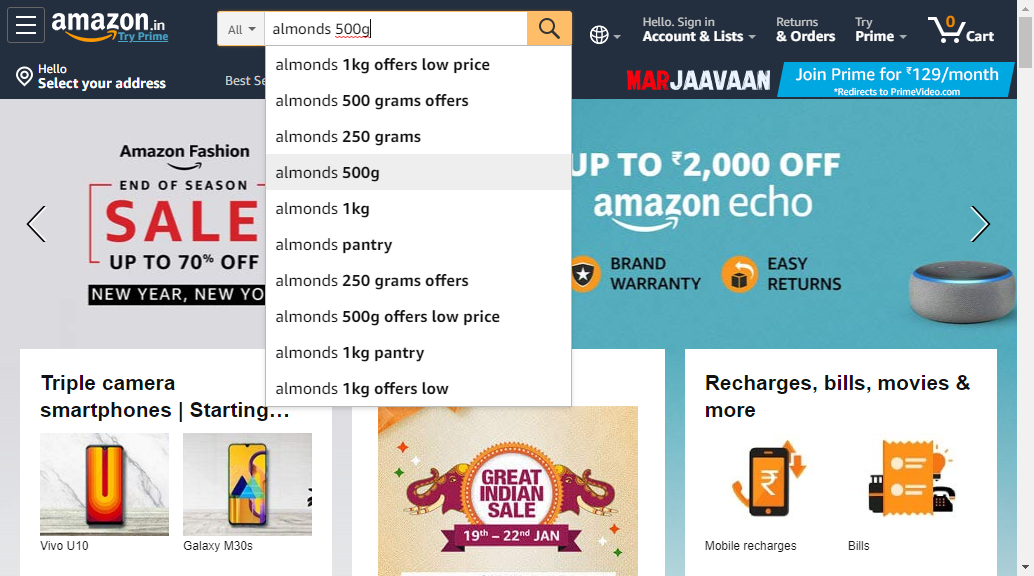 amazon.in
Try Prime
All
almonds 500g
Hello. Sign in
Account & Lists
Returns
& Orders
Try
Prime
0
Cart
Hello
Select your address
Best Se
MARJAAVAAN
Join Prime for ₹129/month
*Redirects to PrimeVideo.com
almonds 1kg offers low price
almonds 500 grams offers
almonds 250 grams
almonds 500g
almonds 1kg
almonds pantry
almonds 250 grams offers
almonds 500g offers low price
almonds 1kg pantry
almonds 1kg offers low
Amazon Fashion
END OF SEASON
SALE
UP TO 70% OFF
NEW YEAR, NEW YO
UP TO ₹2,000 OFF
amazon echo
BRAND
WARRANTY
EASY
RETURNS
Triple camera
smartphones | Starting…
Vivo U10
Galaxy M30s
GREAT
INDIAN
SALE
19th – 22nd JAN
Recharges, bills, movies &
more
₹
Mobile recharges
Bills